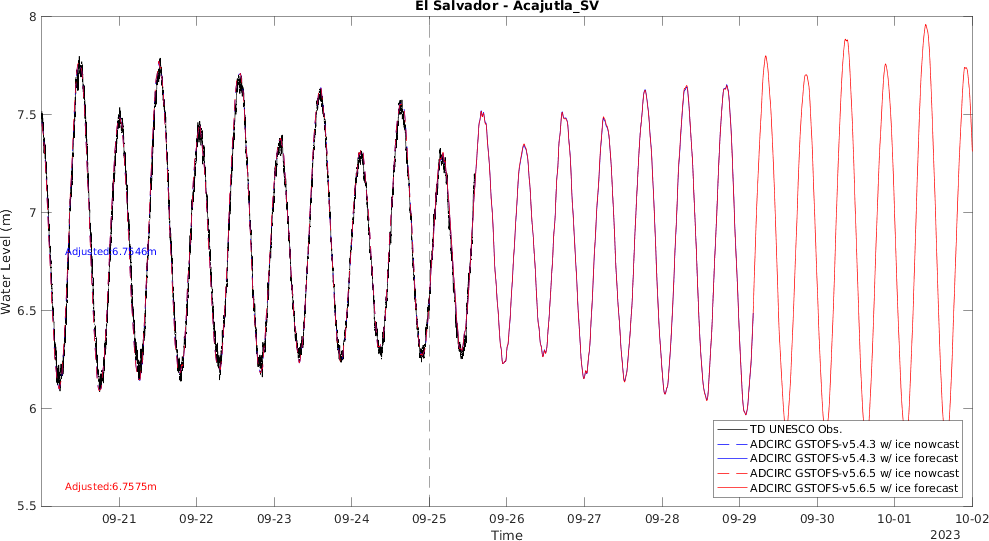 El Salvador - Acajutla_SV
8
7.5
7
6.5
6
5.5
Water Level (m)
Adjusted:6.7546m
Adjusted:6.7575m
TD UNESCO Obs.
ADCIRC GSTOFS-v5.4.3 w/ ice nowcast
ADCIRC GSTOFS-v5.4.3 w/ ice forecast
ADCIRC GSTOFS-v5.6.5 w/ ice nowcast
ADCIRC GSTOFS-v5.6.5 w/ ice forecast
09-21 09-22 09-23 09-24 09-25 09-26 09-27 09-28 09-29 09-30 10-01 10-02
Time
2023